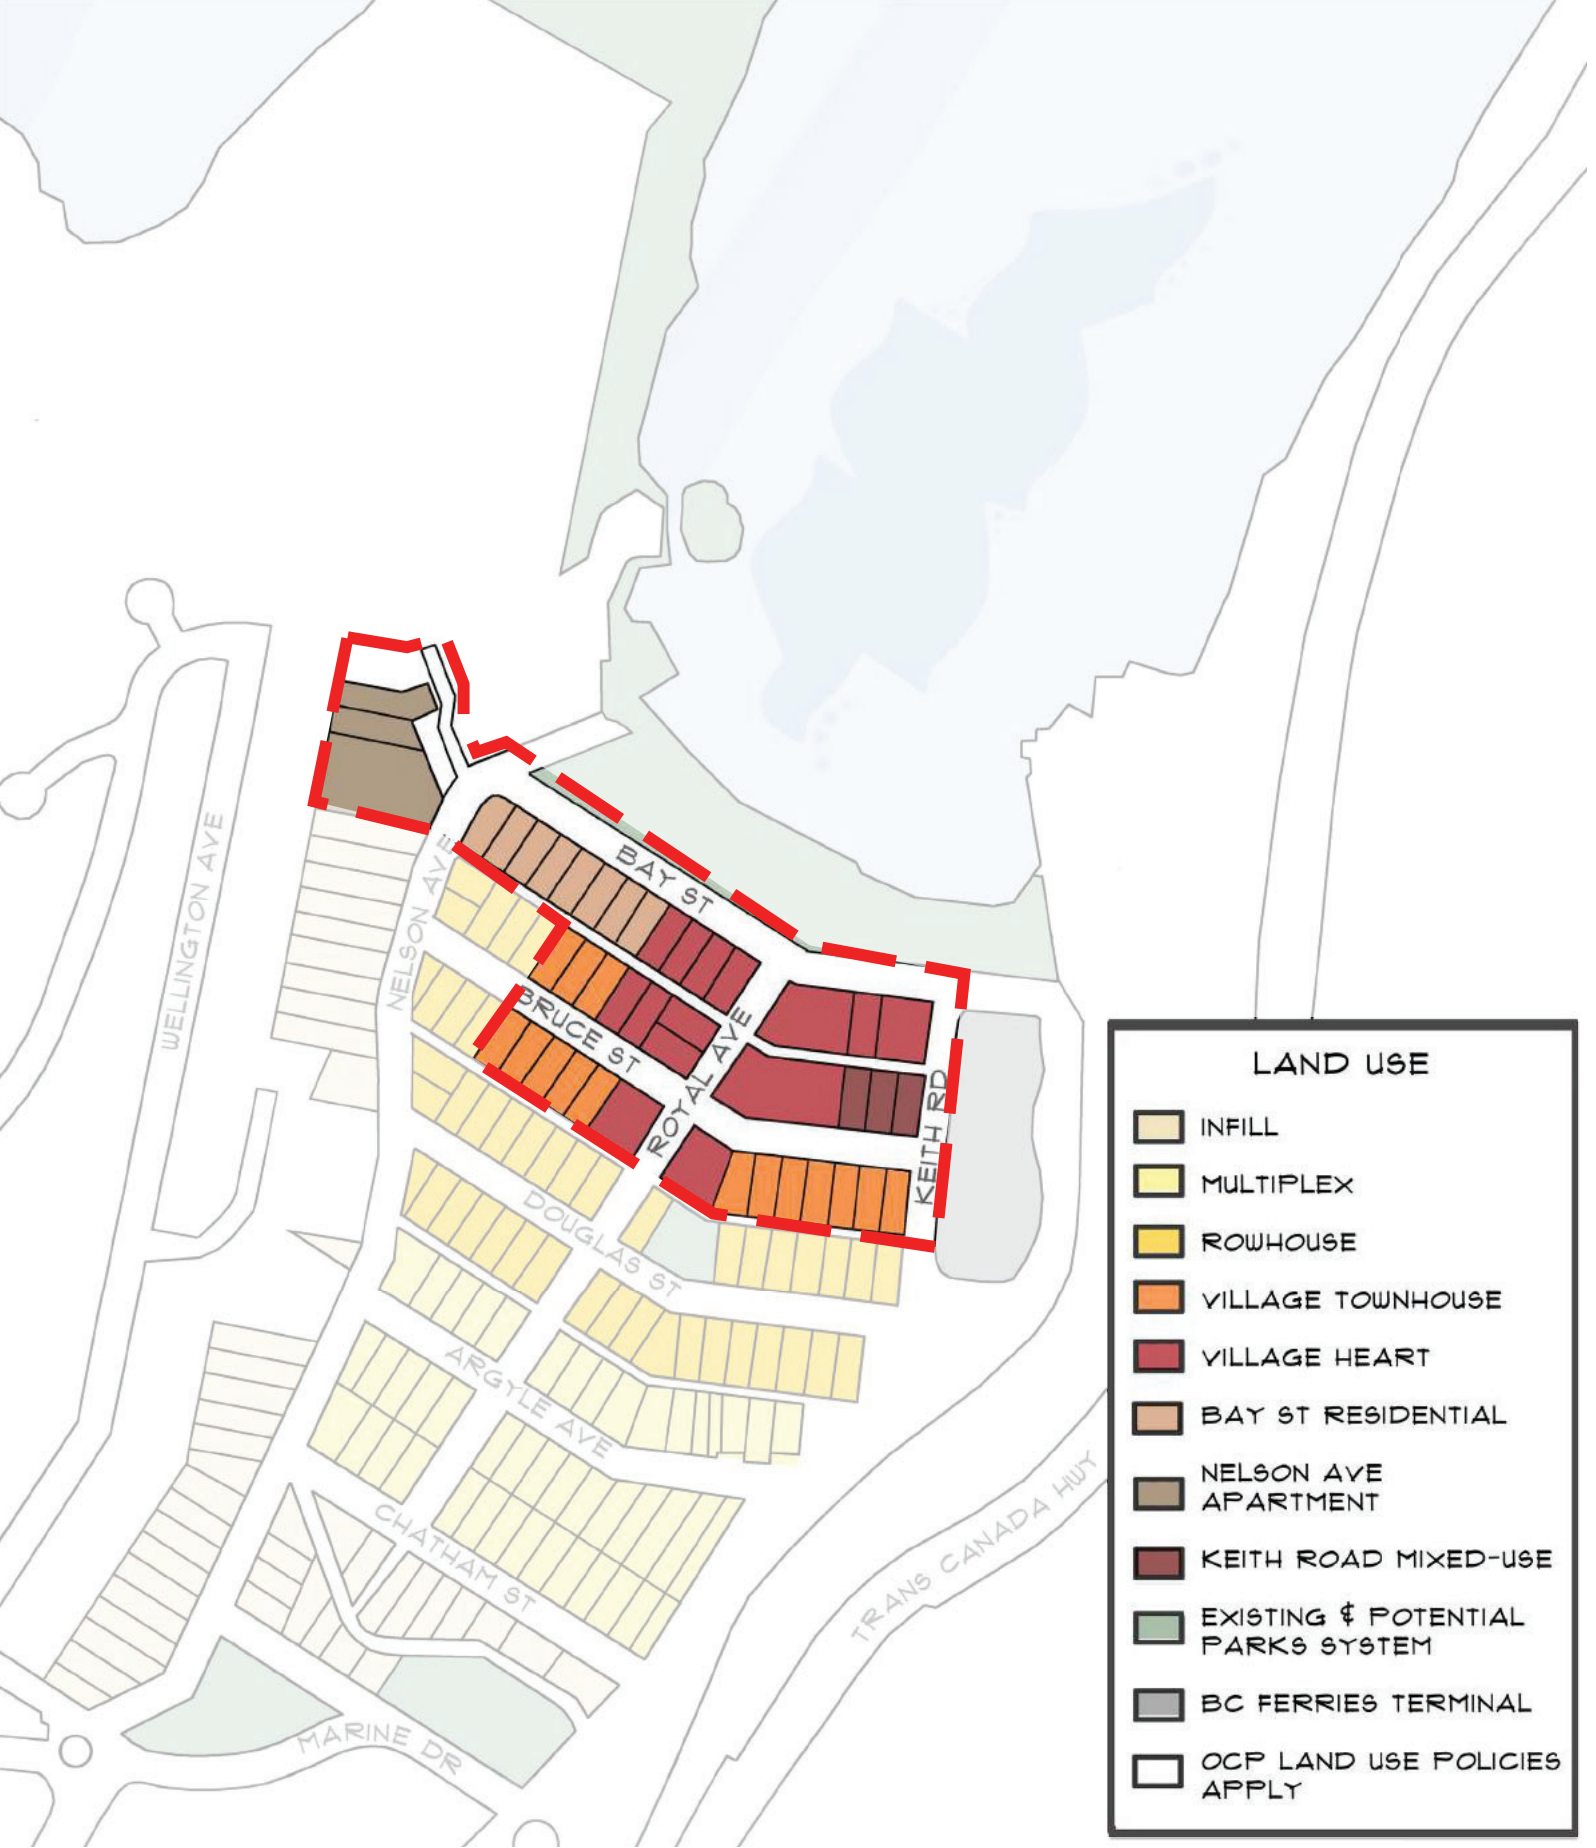 WELLINGTON AVE
NELSON AVE
BAY ST
BRUCE ST
ROYAL AVE
KEITH RD
DOUGLAS ST
ARGYLE AVE
CHATHAM ST
MARINE DR
TRANS CANADA HWY
LAND USE
INFILL
MULTIPLEX
ROWHOUSE
VILLAGE TOWNHOUSE
VILLAGE HEART
BAY ST RESIDENTIAL
NELSON AVE
APARTMENT
KEITH ROAD MIXED-USE
EXISTING & POTENTIAL
PARKS SYSTEM
BC FERRIES TERMINAL
OCP LAND USE POLICIES
APPLY